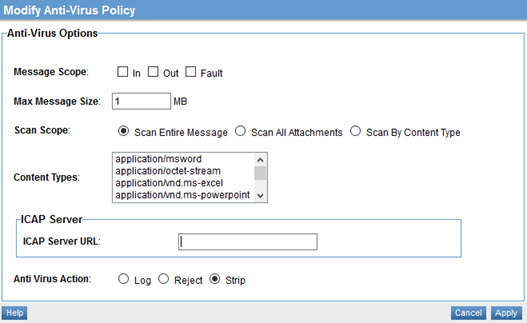 Modify Anti-Virus Policy
Anti-Virus Options
Message Scope: In Out Fault
Max Message Size: 1 MB
Scan Scope: Scan Entire Message Scan All Attachments Scan By Content Type
Content Types:
application/msword
application/octet-stream
application/vnd.ms-excel
application/vnd.ms-powerpoint
ICAP Server
ICAP Server URL:
Anti Virus Action: Log Reject Strip
Help Cancel Apply